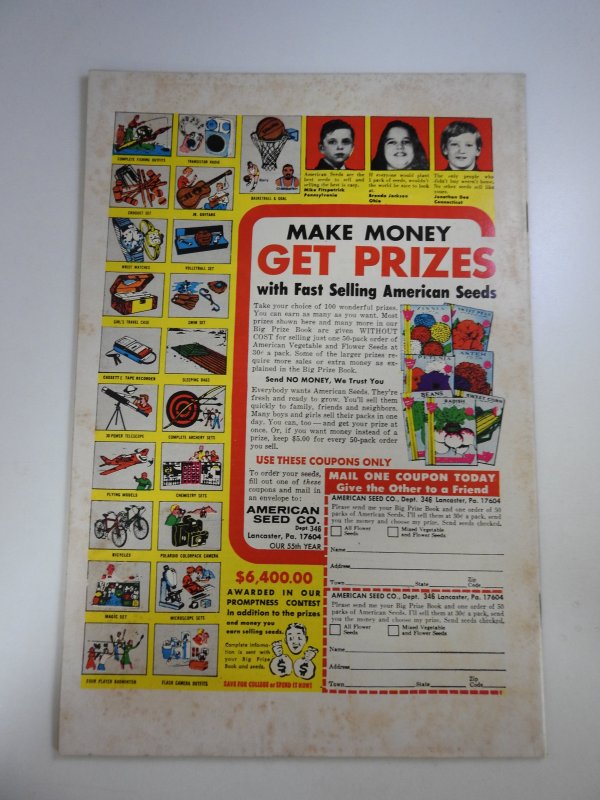 COMPLETE FISHING OUTFITS
TRANSISTOR RADIO
CROQUET SET
JR. GUITARS
BASKETBALL & GOAL
WRIST WATCHES
VOLLEYBALL SET
GIRL'S TRAVEL CASE
SWIM SET
CASSETTE TAPE RECORDER
SLEEPING BAGS
30 POWER TELESCOPE
COMPLETE ARCHERY SETS
FLYING MODELS
CHEMISTRY SETS
BICYCLES
POLAROID COLORPACK CAMERA
MAGIC SET
MICROSCOPE SETS
FOUR PLAYER BADMINTON
FLASH CAMERA OUTFITS
American Seeds are the
best seeds to sell and
selling the best is easy.
Mike Fitzpatrick
Pennsylvania
If everyone would plant
1 pack of seeds, wouldn't
the world be nice to look
at.
Brenda Jackson
Ohio
The only people who
didn't buy weren't home.
No other seeds sell like
yours.
Jonathan Doe
Connecticut
MAKE MONEY
GET PRIZES
with Fast Selling American Seeds
Take your choice of 100 wonderful prizes.
You can earn as many as you want. Most
prizes shown here and many more in our
Big Prize Book are given WITHOUT
COST for selling just one 50-pack order of
American Vegetable and Flower Seeds at
30¢ a pack. Some of the larger prizes re-
quire more sales or extra money as ex-
plained in the Big Prize Book.
Send NO MONEY, We Trust You
Everybody wants American Seeds. They're
fresh and ready to grow. You'll sell them
quickly to family, friends and neighbors.
Many boys and girls sell their packs in one
day. You can, too — and get your prize at
once. Or, if you want money instead of a
prize, keep $5.00 for every 50-pack order
you sell.
ZINNIA
BEANS
RADISH
SWEET CORN
USE THESE COUPONS ONLY
To order your seeds,
fill out one of these
coupons and mail in
an envelope to:
AMERICAN
SEED CO.
Dept 346
Lancaster, Pa. 17604
OUR 55th YEAR
MAIL ONE COUPON TODAY
Give the Other to a Friend
AMERICAN SEED CO., Dept. 346 Lancaster, Pa. 17604
Please send me your Big Prize Book and one order of 50
packs of American Seeds. I'll sell them at 30¢ a pack, send
you the money and choose my prize. Send seeds checked.
All Flower Seeds
Mixed Vegetable and Flower Seeds
Name
Address
Town State Zip Code
AMERICAN SEED CO., Dept. 346 Lancaster, Pa. 17604
Please send me your Big Prize Book and one order of 50
packs of American Seeds. I'll sell them at 30¢ a pack, send
you the money and choose my prize. Send seeds checked.
All Flower Seeds
Mixed Vegetable and Flower Seeds
Name
Address
Town State Zip Code
$6,400.00
AWARDED IN OUR
PROMPTNESS CONTEST
In addition to the prizes
and money you
earn selling seeds.
Complete informa-
tion is sent with
your Big Prize
Book and seeds.
SAVE FOR COLLEGE or SPEND IT NOW!